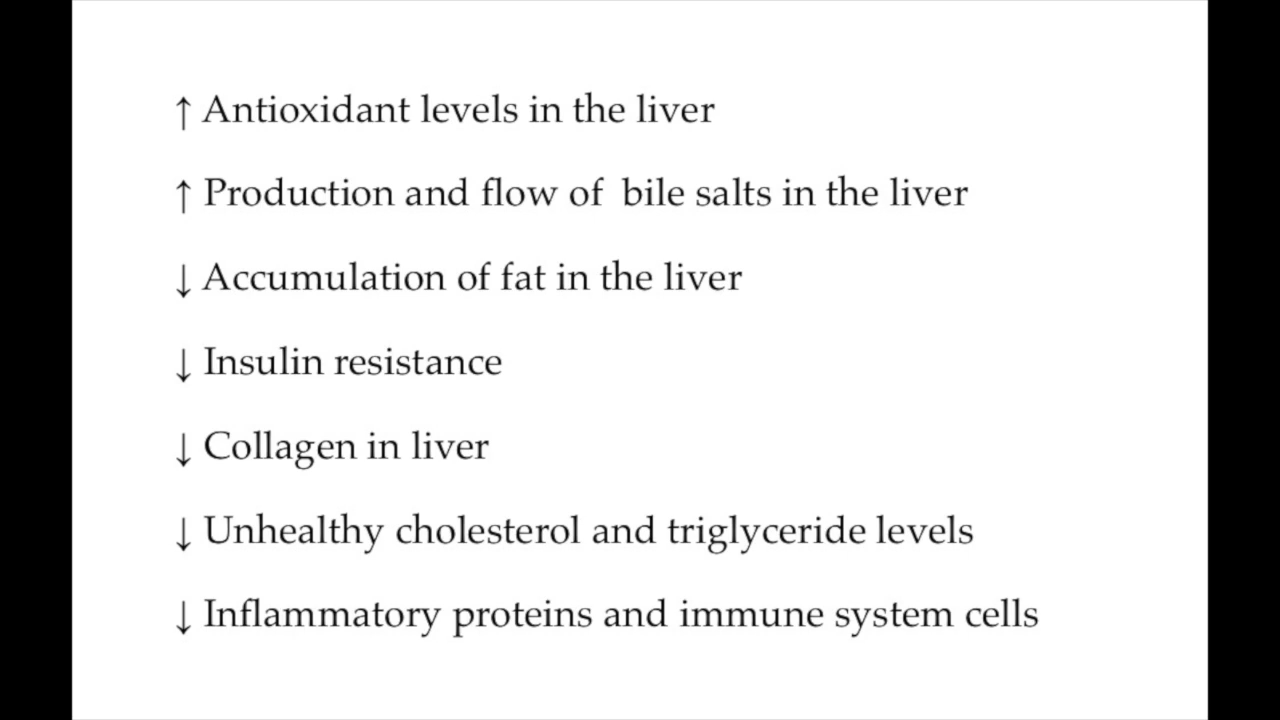 ↑ Antioxidant levels in the liver
↑ Production and flow of bile salts in the liver
↓ Accumulation of fat in the liver
↓ Insulin resistance
↓ Collagen in liver
↓ Unhealthy cholesterol and triglyceride levels
↓ Inflammatory proteins and immune system cells